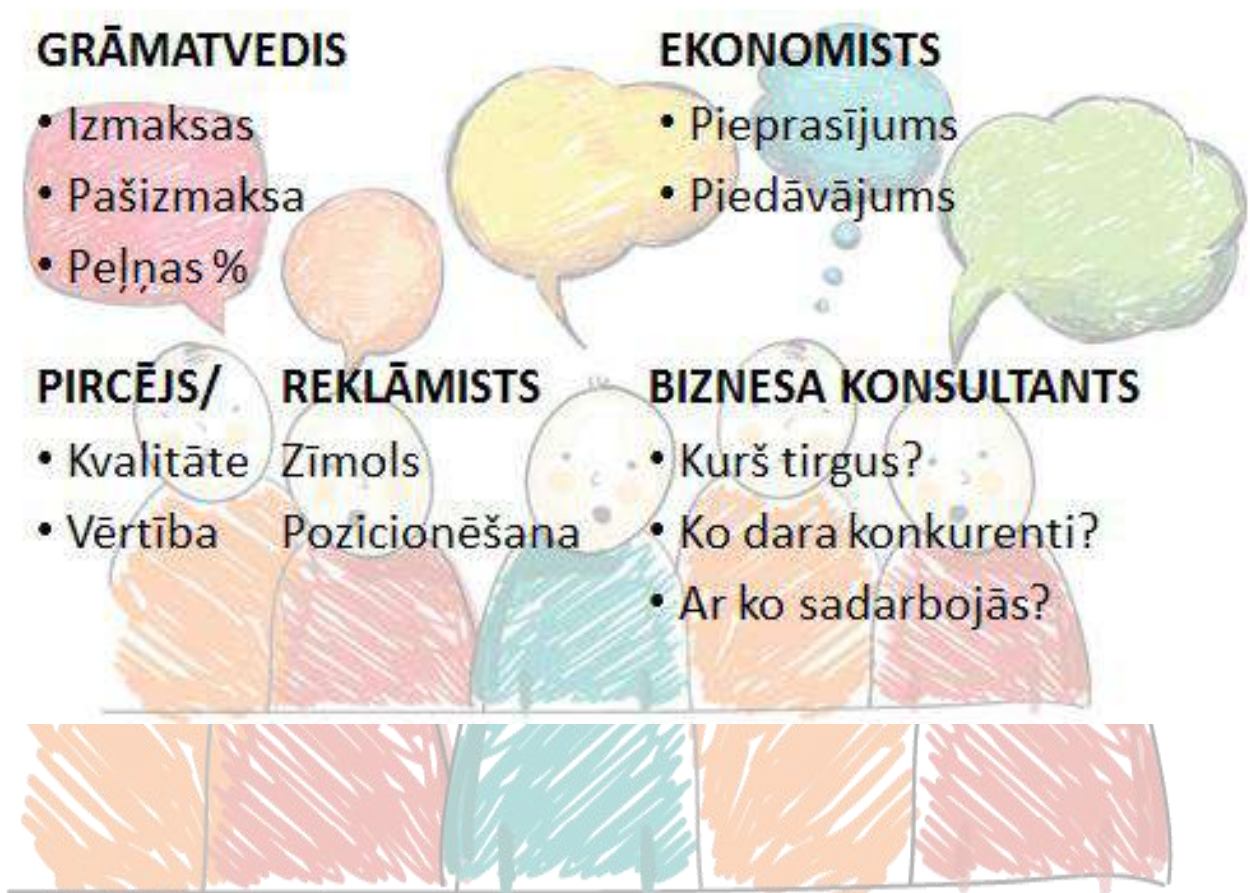 GRĀMATVEDIS
• Izmaksas
• Pašizmaksa
• Peļņas %
EKONOMISTS
• Pieprasījums
• Piedāvājums
PIRCĒJS/ REKLĀMISTS
• Kvalitāte Zīmols
• Vērtība Pozicionēšana
BIZNESA KONSULTANTS
• Kurš tirgus?
• Ko dara konkurenti?
• Ar ko sadarbojās?